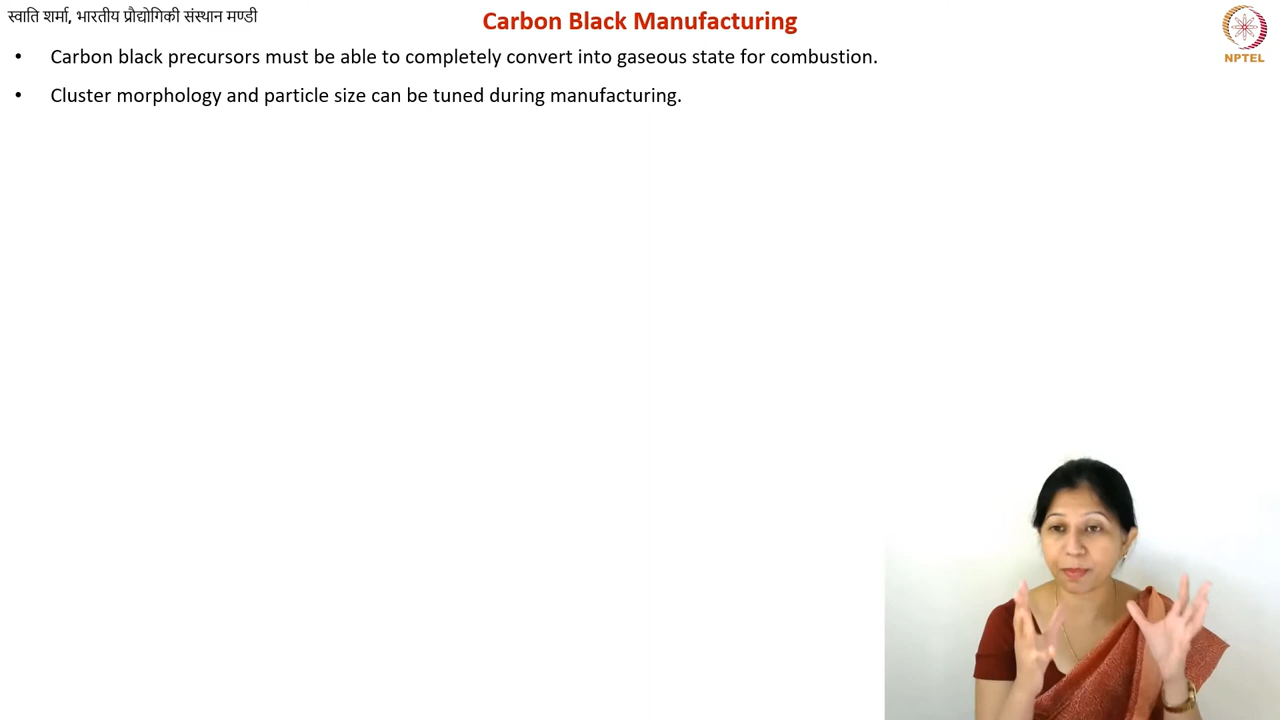 स्वाति शर्मा, भारतीय प्रौद्योगिकी संस्थान मण्डी
Carbon Black Manufacturing
NPTEL
• Carbon black precursors must be able to completely convert into gaseous state for combustion.
• Cluster morphology and particle size can be tuned during manufacturing.